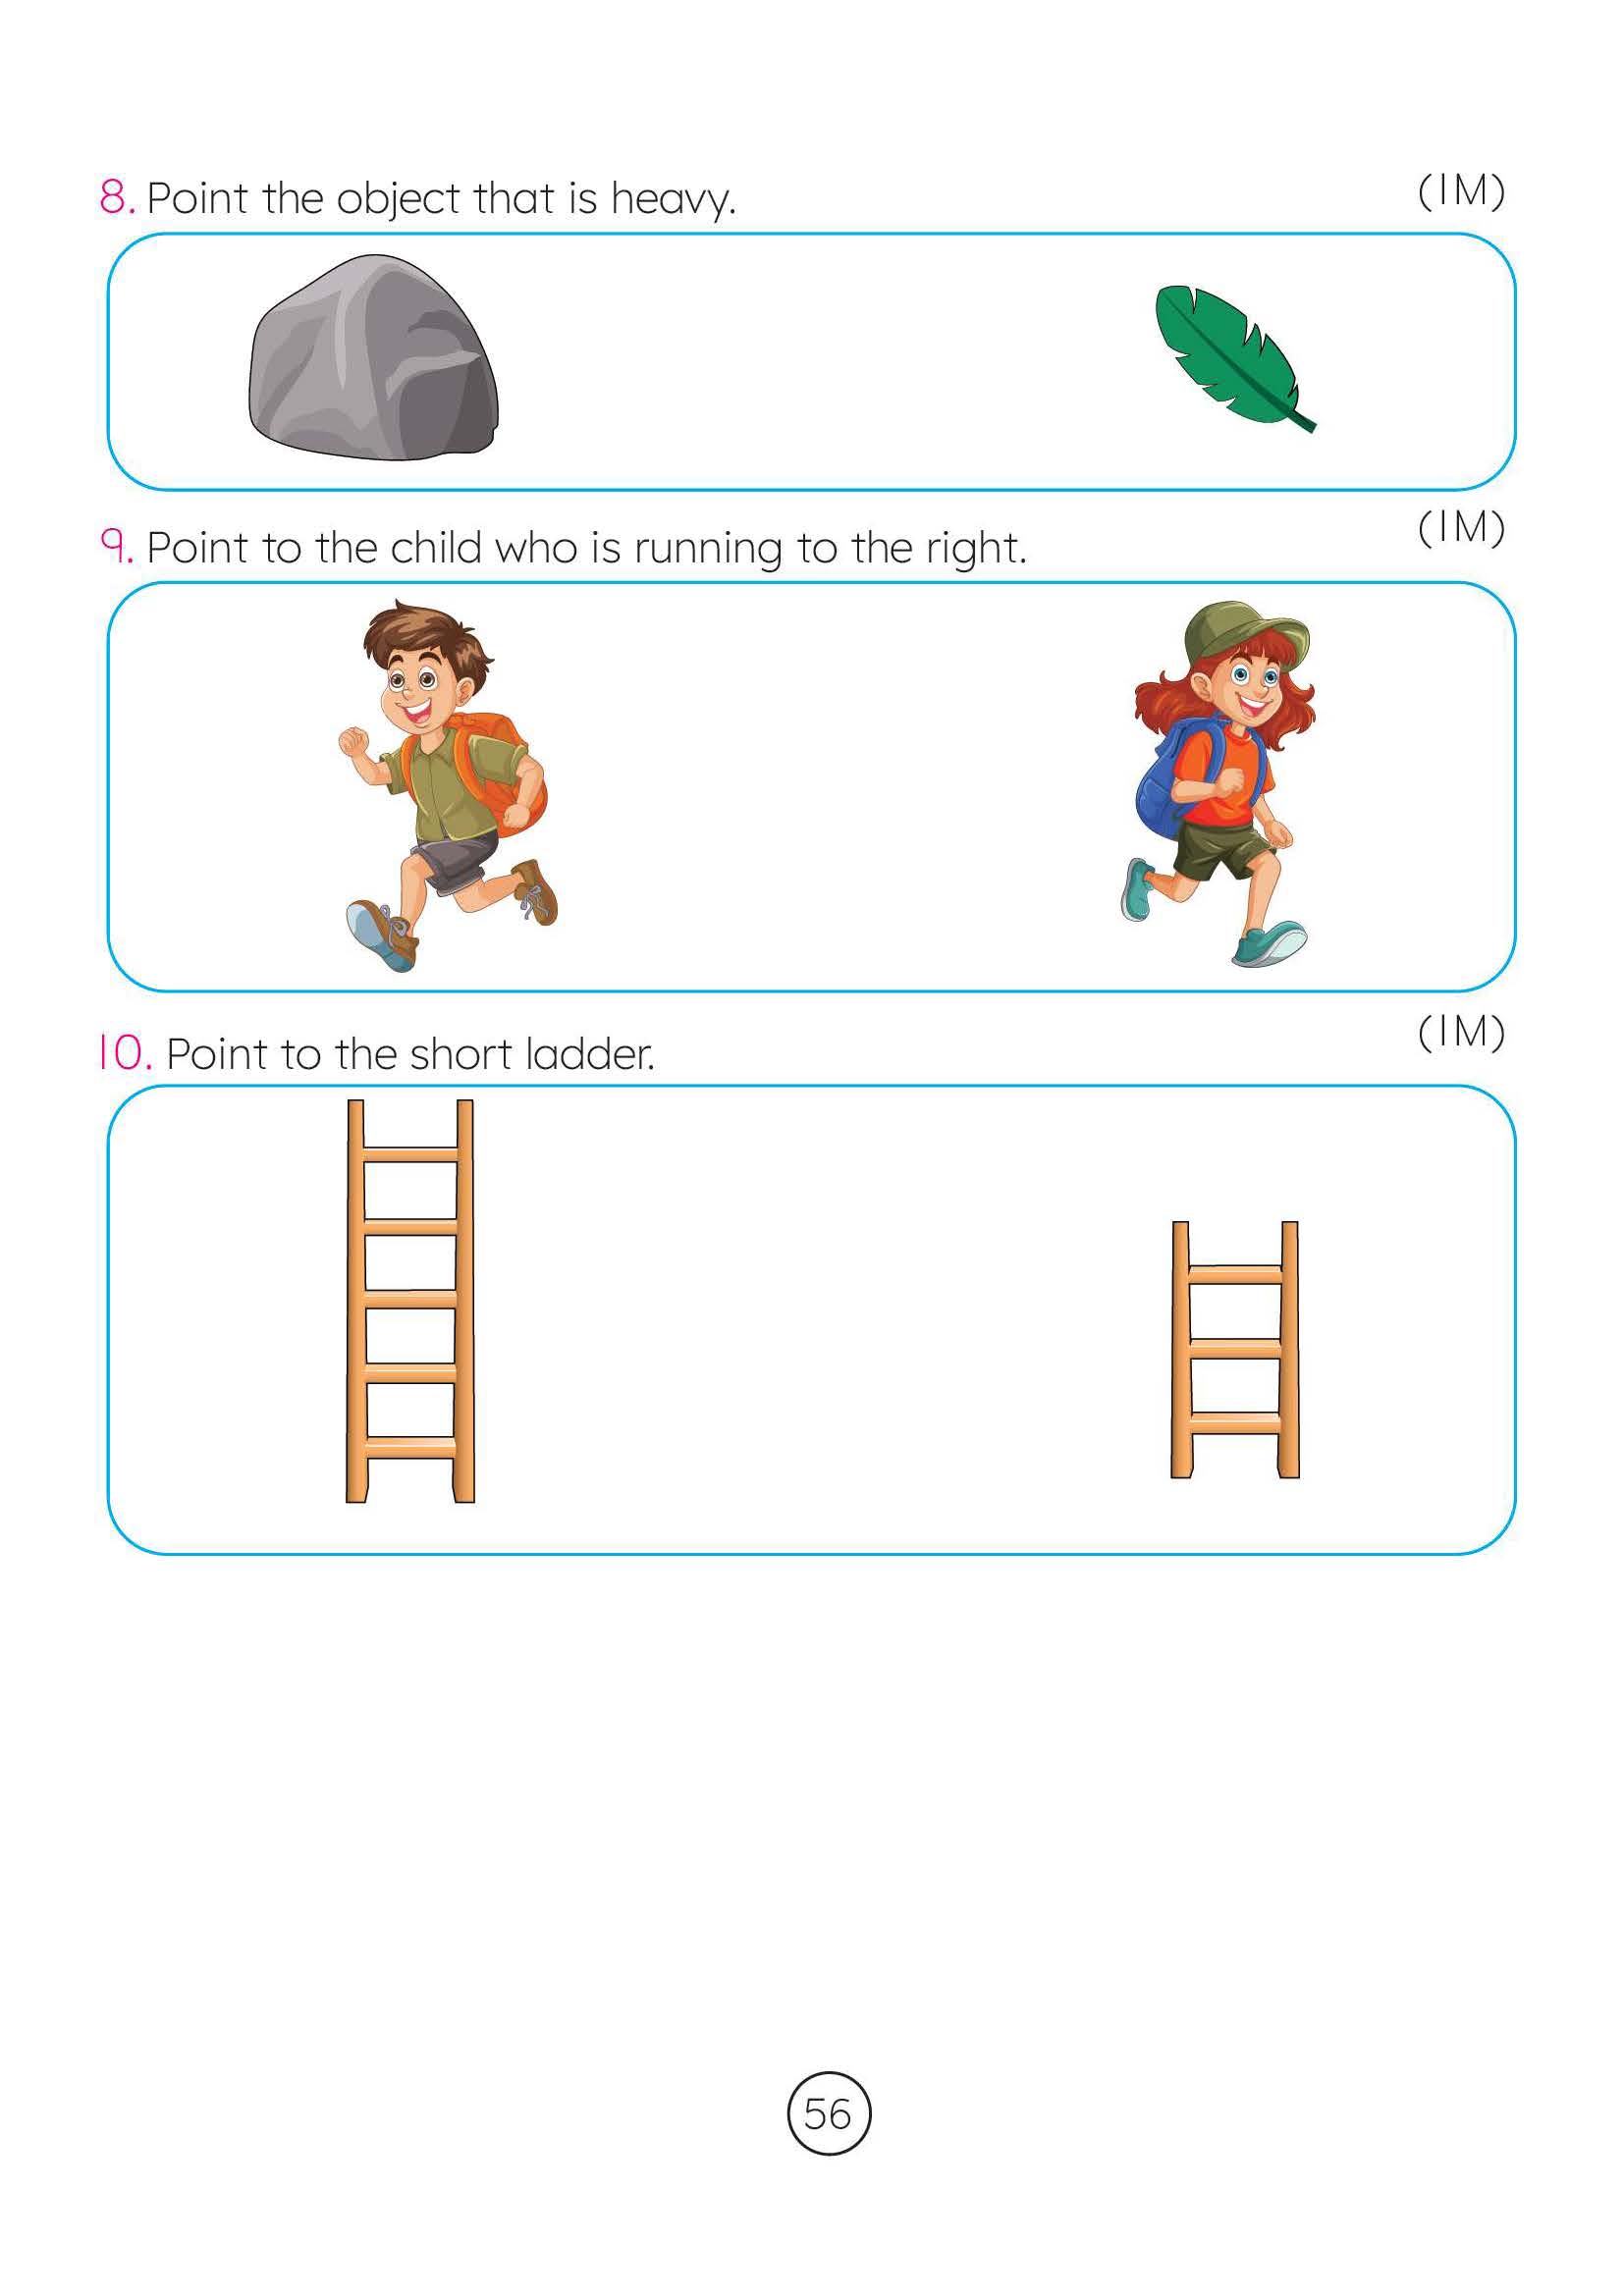 8. Point the object that is heavy. (1M)
9. Point to the child who is running to the right. (1M)
10. Point to the short ladder. (1M)
56